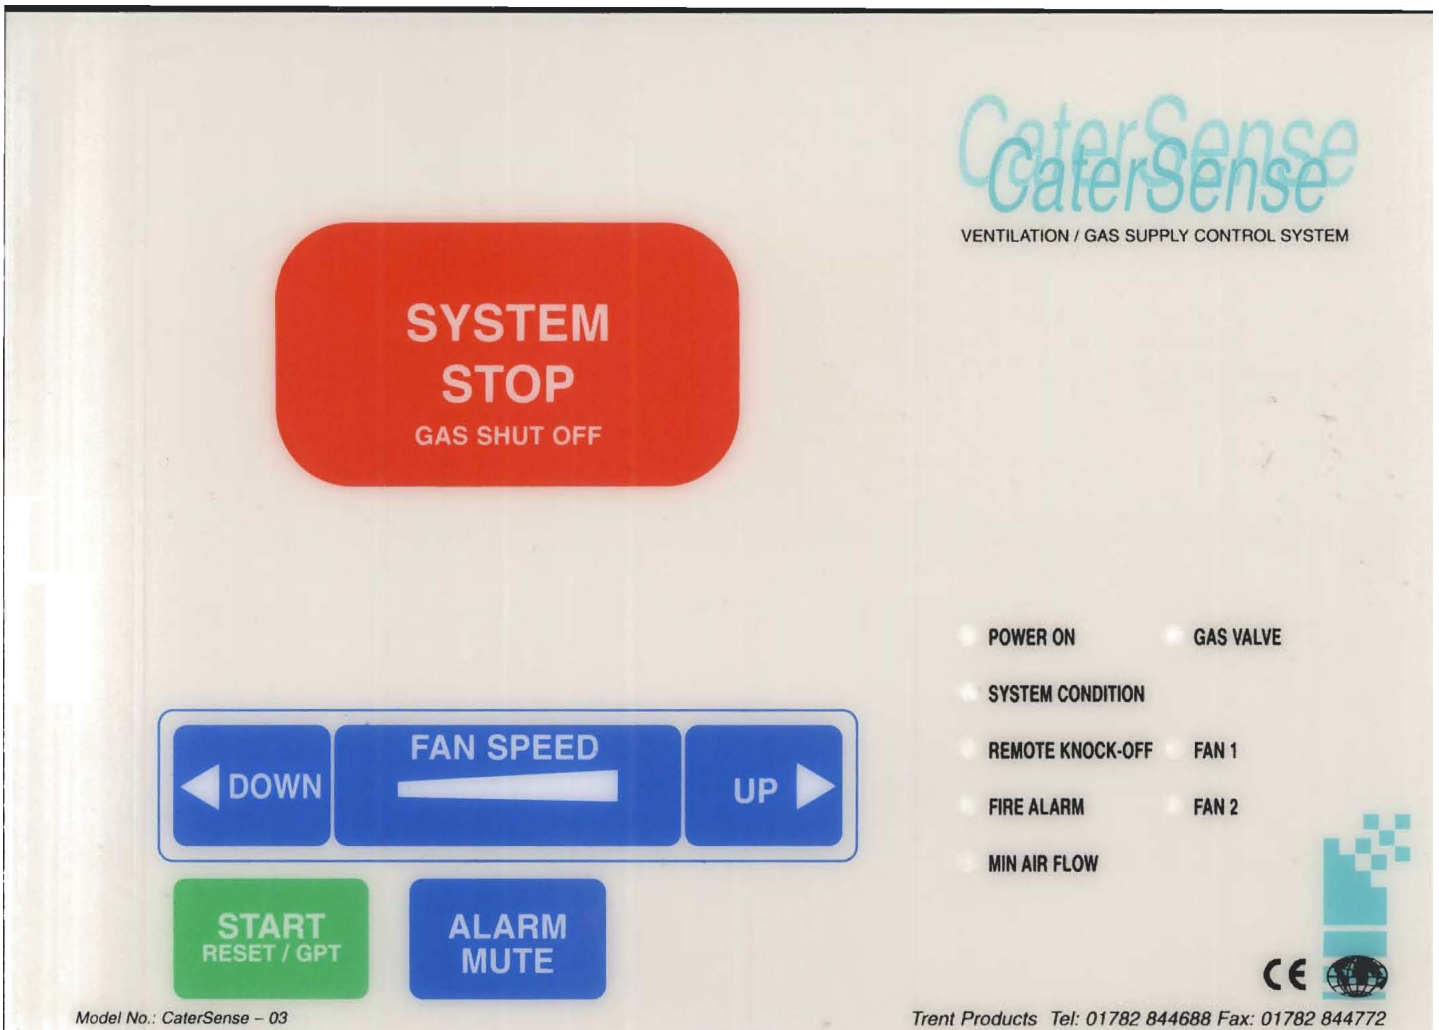 CaterSense
CaterSense
VENTILATION / GAS SUPPLY CONTROL SYSTEM
SYSTEM
STOP
GAS SHUT OFF
POWER ON
GAS VALVE
SYSTEM CONDITION
REMOTE KNOCK-OFF
FAN 1
FIRE ALARM
FAN 2
MIN AIR FLOW
FAN SPEED
DOWN
UP
START
RESET / GPT
ALARM
MUTE
CE
Model No.: CaterSense – 03
Trent Products Tel: 01782 844688 Fax: 01782 844772